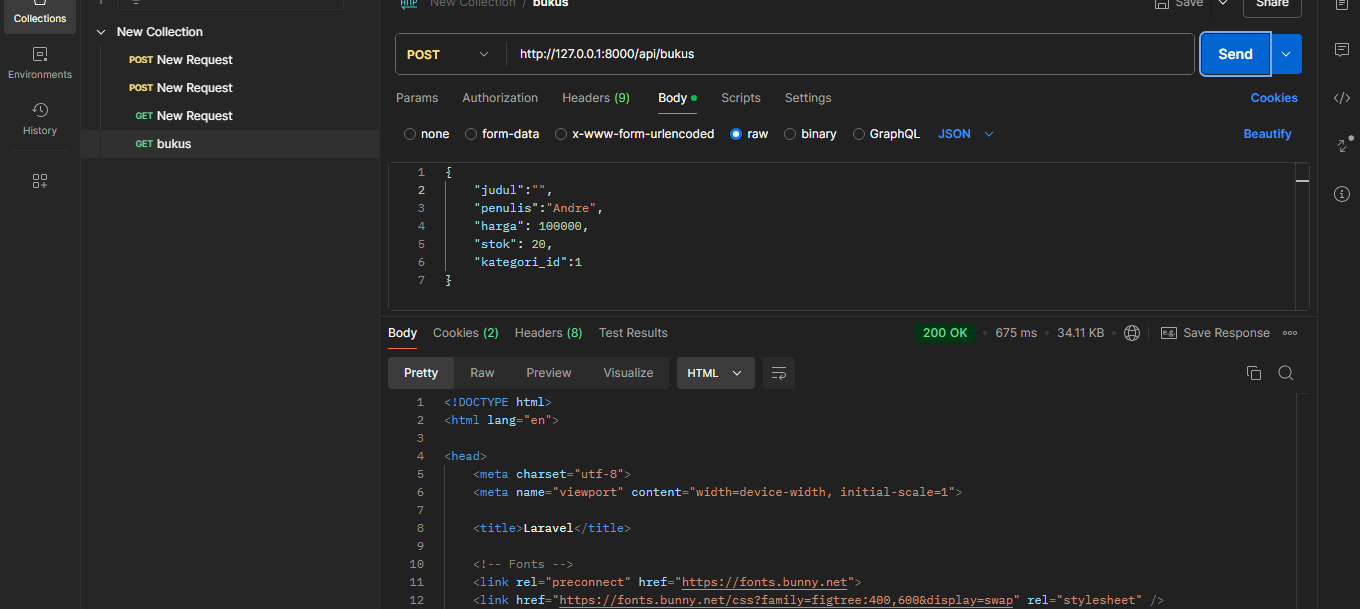 New Collection / bukus
Save
Share
Collections
Environments
History
New Collection
POST New Request
POST New Request
GET New Request
GET bukus
POST
http://127.0.0.1:8000/api/bukus
Send
Params Authorization Headers (9) Body Scripts Settings Cookies
none form-data x-www-form-urlencoded raw binary GraphQL JSON Beautify
1 {
2 "judul":"",
3 "penulis":"Andre",
4 "harga": 100000,
5 "stok": 20,
6 "kategori_id":1
7 }
Body Cookies (2) Headers (8) Test Results 200 OK • 675 ms • 34.11 KB • e.g. Save Response
Pretty Raw Preview Visualize HTML
1 <!DOCTYPE html>
2 <html lang="en">
3
4 <head>
5 <meta charset="utf-8">
6 <meta name="viewport" content="width=device-width, initial-scale=1">
7
8 <title>Laravel</title>
9
10 <!-- Fonts -->
11 <link rel="preconnect" href="https://fonts.bunny.net">
12 <link href="https://fonts.bunny.net/css?family=figtree:400,600&display=swap" rel="stylesheet" />